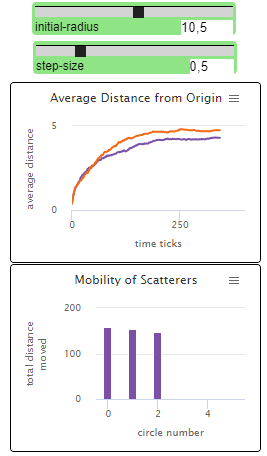 initial-radius 10,5
step-size 0,5
Average Distance from Origin
average distance
5
0
0 250
time ticks
Mobility of Scatterers
total distance
moved
200
100
0
0 2 4
circle number